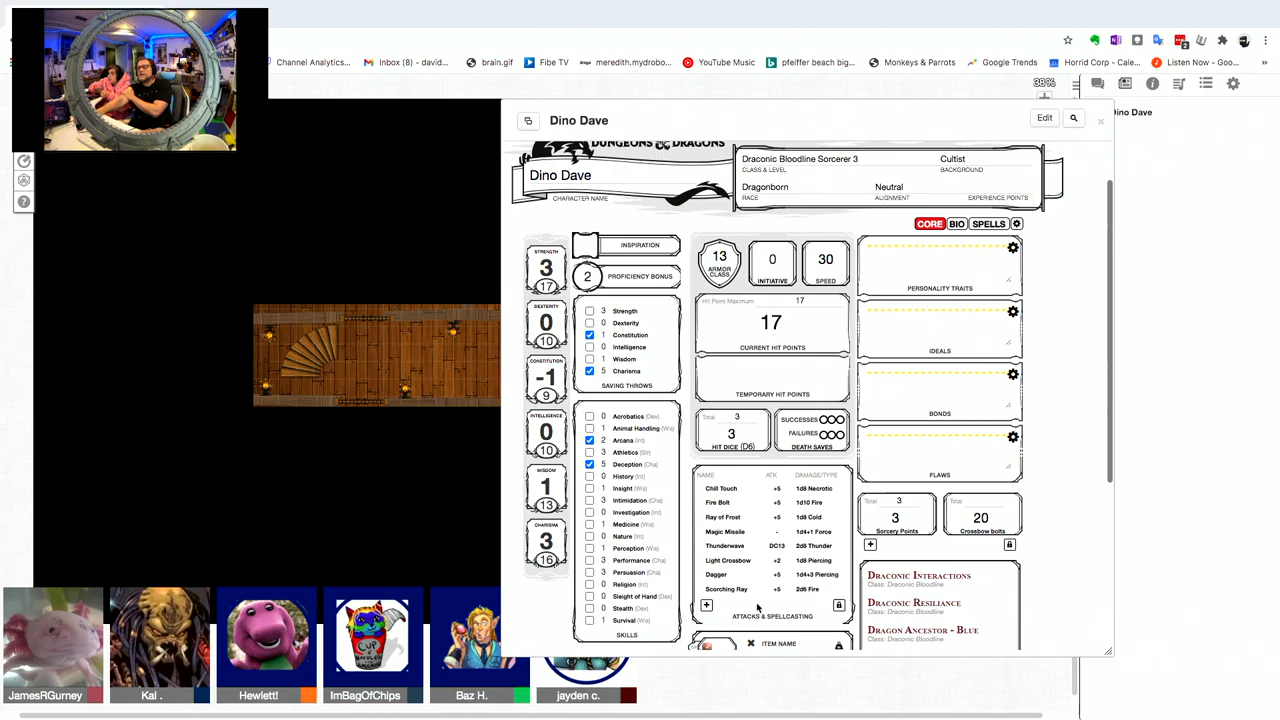 Channel Analytics...
Inbox (8) - david...
brain.gif
Fibe TV
meredith.mydrobo...
YouTube Music
pfeiffer beach big...
Monkeys & Parrots
Google Trends
Horrid Corp - Cale...
Listen Now - Goo...
38%
Dino Dave
Edit
Dino Dave
DUNGEONS & DRAGONS
Dino Dave
CHARACTER NAME
Draconic Bloodline Sorcerer 3
Cultist
CLASS & LEVEL
BACKGROUND
Dragonborn
Neutral
RACE
ALIGNMENT
EXPERIENCE POINTS
CORE
BIO
SPELLS
STRENGTH
3
17
DEXTERITY
0
10
CONSTITUTION
-1
9
INTELLIGENCE
0
10
WISDOM
1
13
CHARISMA
3
16
INSPIRATION
2 PROFICIENCY BONUS
3 Strength
0 Dexterity
1 Constitution
0 Intelligence
1 Wisdom
5 Charisma
SAVING THROWS
0 Acrobatics (Dex)
1 Animal Handling (Wis)
2 Arcana (Int)
3 Athletics (Str)
5 Deception (Cha)
0 History (Int)
1 Insight (Wis)
3 Intimidation (Cha)
0 Investigation (Int)
1 Medicine (Wis)
0 Nature (Int)
1 Perception (Wis)
3 Performance (Cha)
3 Persuasion (Cha)
0 Religion (Int)
0 Sleight of Hand (Dex)
0 Stealth (Dex)
1 Survival (Wis)
SKILLS
13
ARMOR
CLASS
0
INITIATIVE
30
SPEED
Hit Point Maximum 17
17
CURRENT HIT POINTS
TEMPORARY HIT POINTS
Total 3
3
HIT DICE (D6)
SUCCESSES
FAILURES
DEATH SAVES
NAME ATK DAMAGE/TYPE
Chill Touch +5 1d8 Necrotic
Fire Bolt +5 1d10 Fire
Ray of Frost +5 1d8 Cold
Magic Missile - 1d4+1 Force
Thunderwave DC13 2d8 Thunder
Light Crossbow +2 1d8 Piercing
Dagger +5 1d4+3 Piercing
Scorching Ray +5 2d6 Fire
ATTACKS & SPELLCASTING
ITEM NAME
PERSONALITY TRAITS
IDEALS
BONDS
FLAWS
Total 3
3
Sorcery Points
Total
20
Crossbow bolts
DRACONIC INTERACTIONS
Class: Draconic Bloodline
DRACONIC RESILIANCE
Class: Draconic Bloodline
DRAGON ANCESTOR - BLUE
Class: Draconic Bloodline
CUP
JamesRGurney
Kal .
Hewlett!
ImBagOfChips
Baz H.
jayden c.